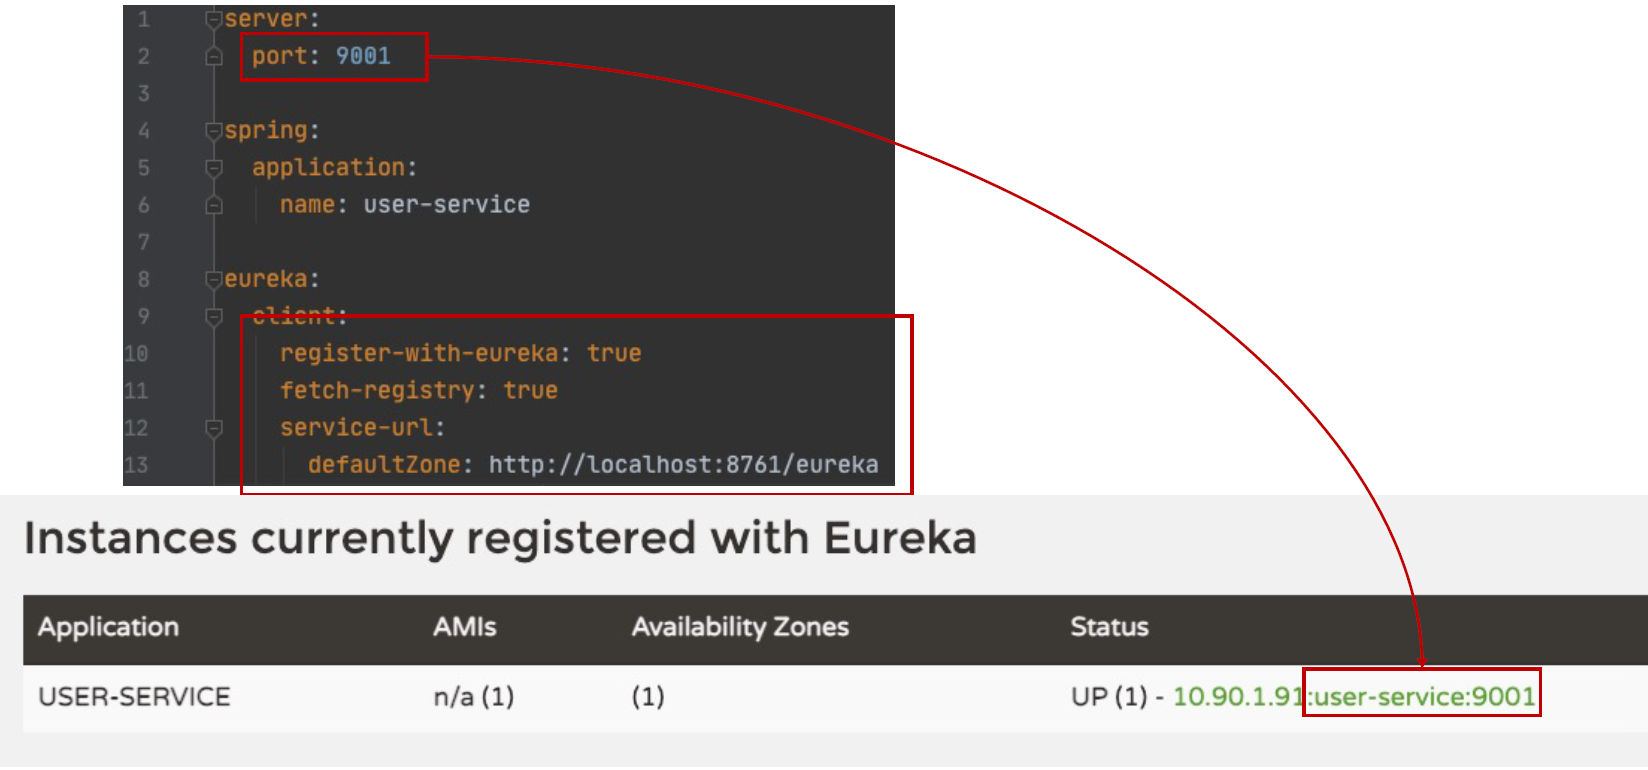 1 server:
2 port: 9001
3
4 spring:
5 application:
6 name: user-service
7
8 eureka:
9 client:
10 register-with-eureka: true
11 fetch-registry: true
12 service-url:
13 defaultZone: http://localhost:8761/eureka
Instances currently registered with Eureka
Application AMIs Availability Zones Status
USER-SERVICE n/a (1) (1) UP (1) - 10.90.1.91:user-service:9001